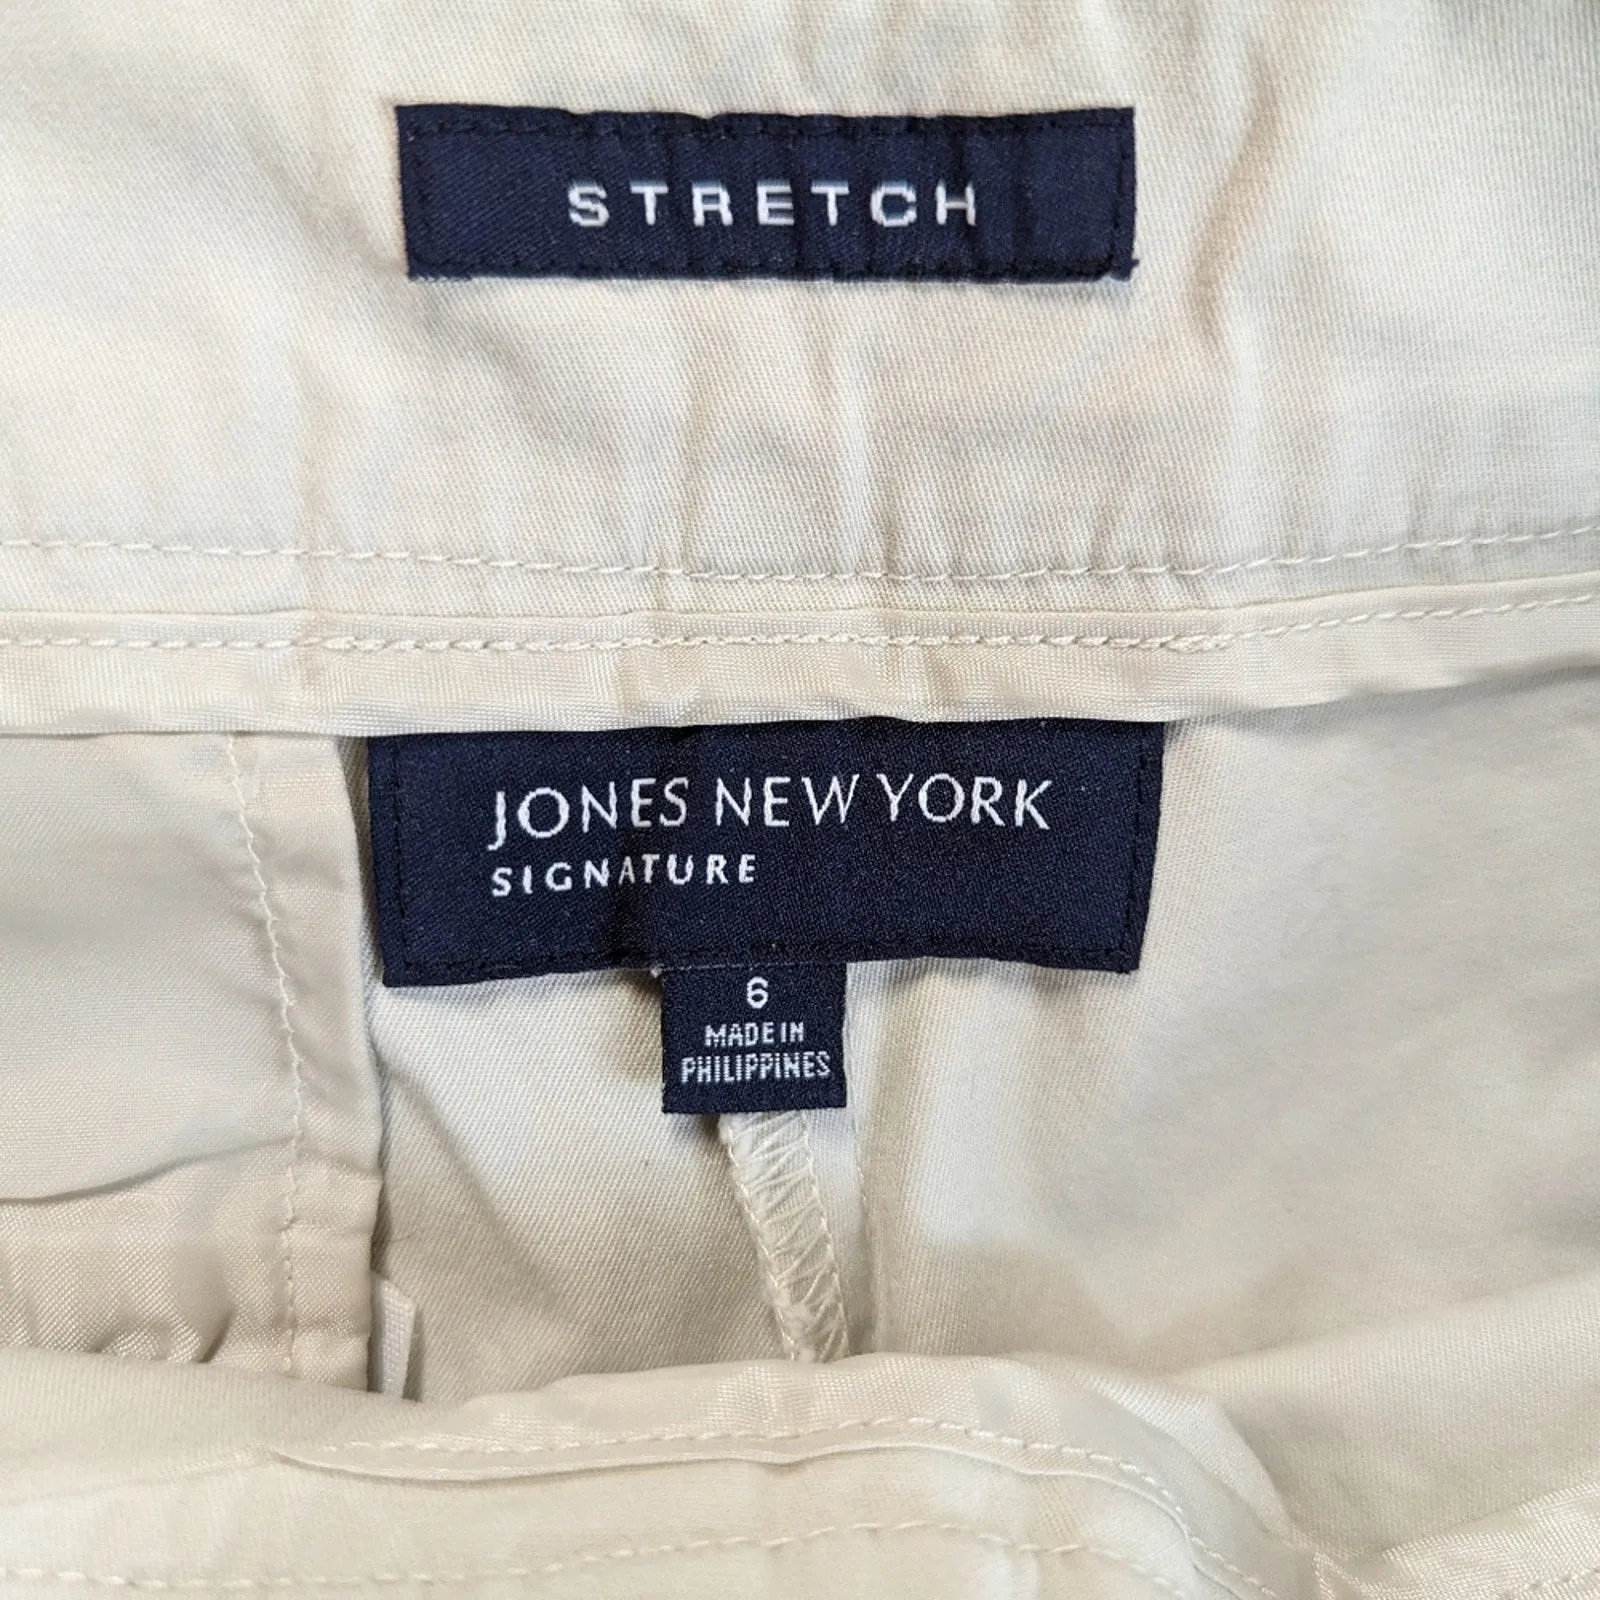 STRETCH
JONES NEW YORK
SIGNATURE
6
MADE IN
PHILIPPINES